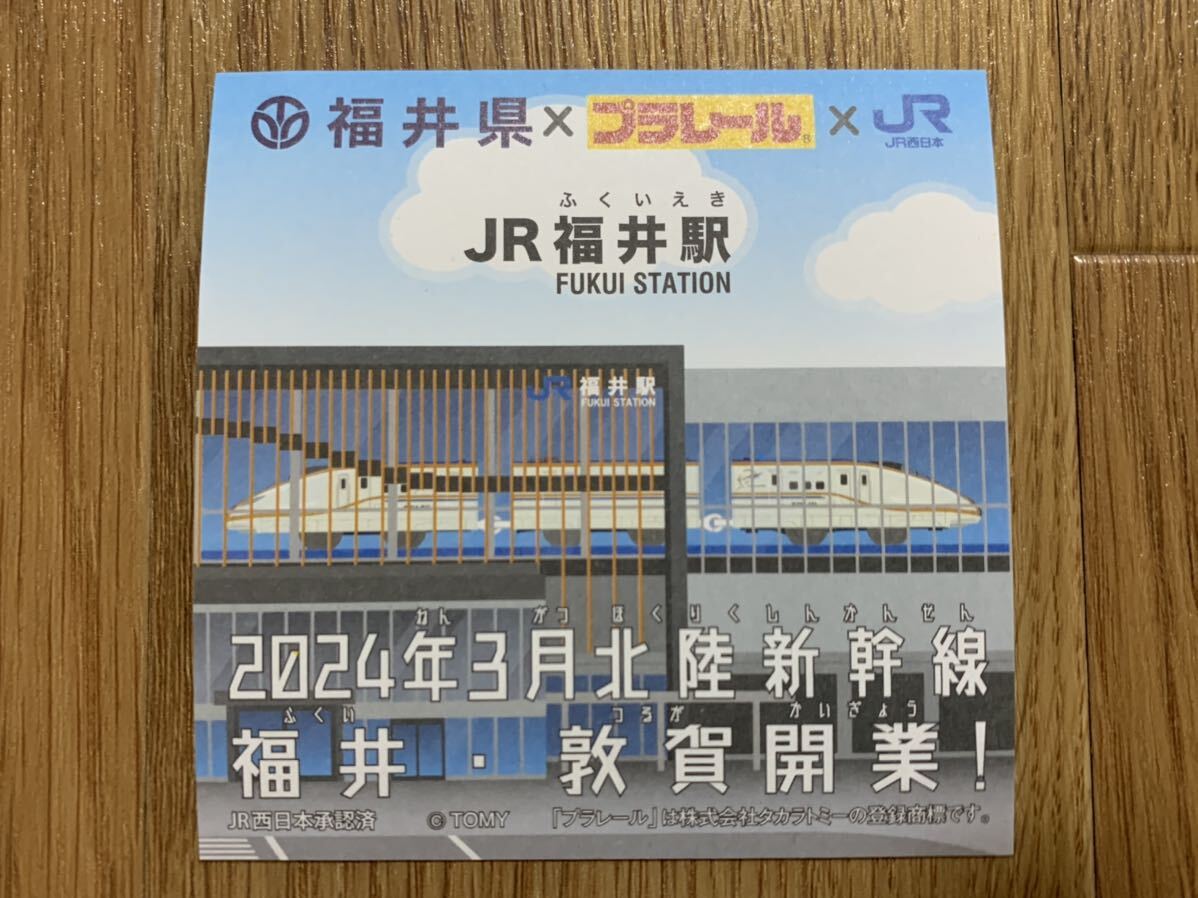 福井県×プラレール®×JR JR西日本
ふくいえき
JR福井駅
FUKUI STATION
JR 福井駅
FUKUI STATION
ねん がつ ほくりくしんかんせん
2024年3月北陸新幹線
ふくい つるが かいぎょう
福井・敦賀開業!
JR西日本承認済 ©TOMY 「プラレール」は株式会社タカラトミーの登録商標です。